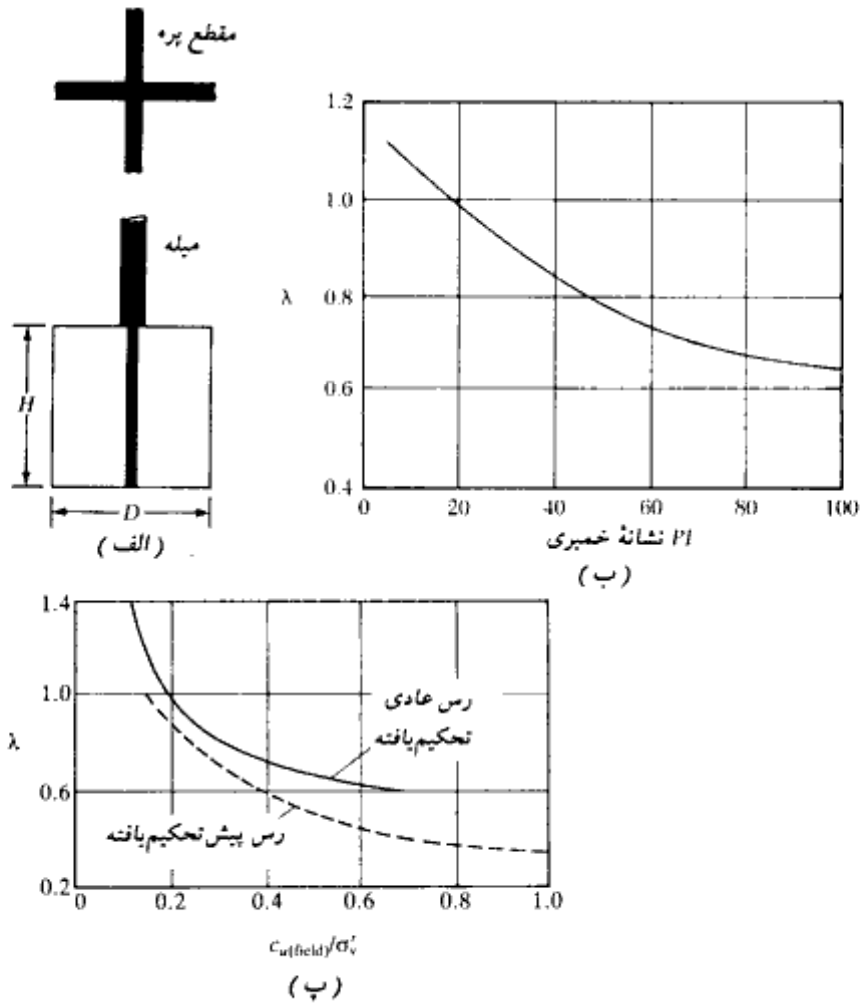 مقطع پره
میله
H
D
(الف)
1.2
1.0
λ
0.8
0.6
0.4
0 20 40 60 80 100
PI نشانهٔ خمیری
(ب)
1.4
1.0
λ
0.6
0.2
رس عادی
تحکیم‌یافته
رس پیش‌تحکیم‌یافته
0 0.2 0.4 0.6 0.8 1.0
cu(field)/σ′v
(پ)